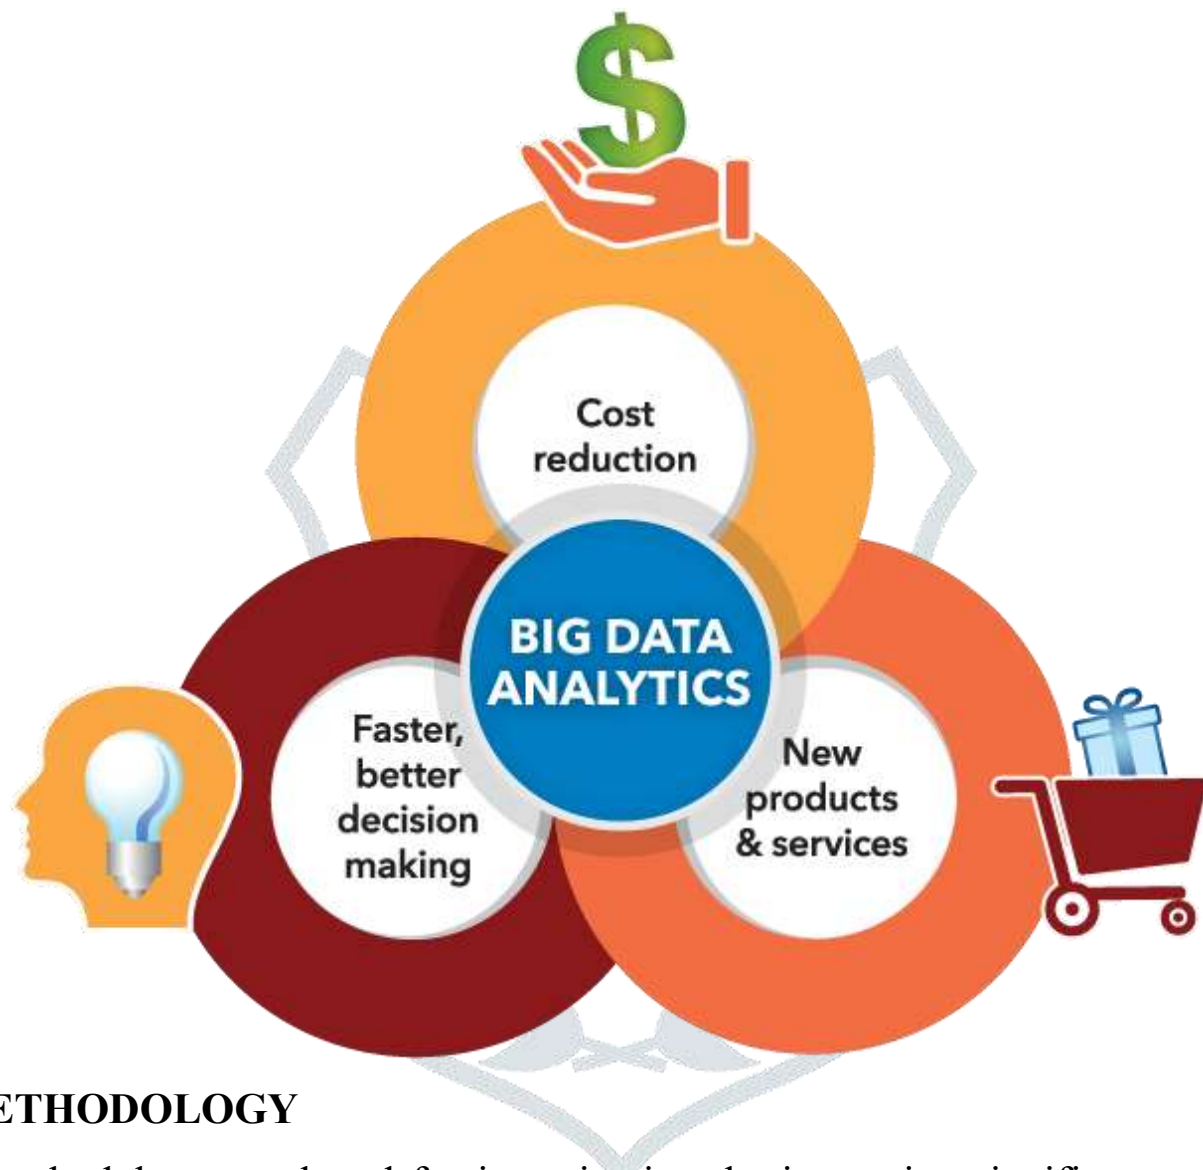 Cost
reduction
BIG DATA
ANALYTICS
Faster,
better
decision
making
New
products
& services
ETHODOLOGY